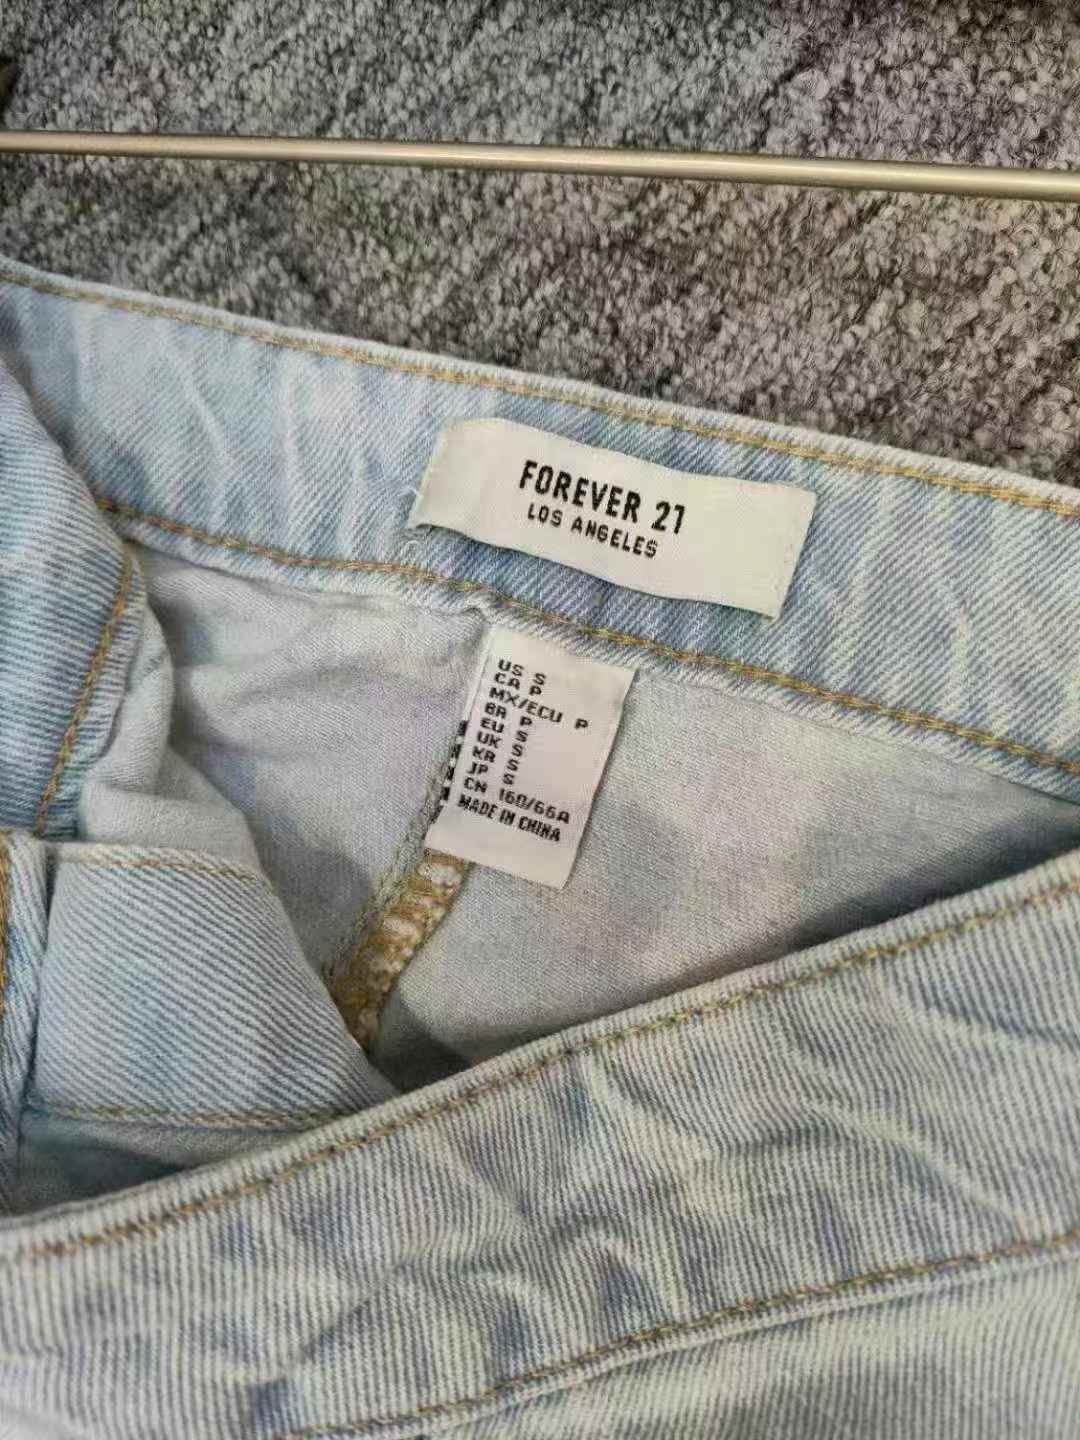 FOREVER 21
LOS ANGELES
US S
CA P
MX/ECU P
BR P
EU S
UK S
KR S
JP S
CN 160/66A
MADE IN CHINA